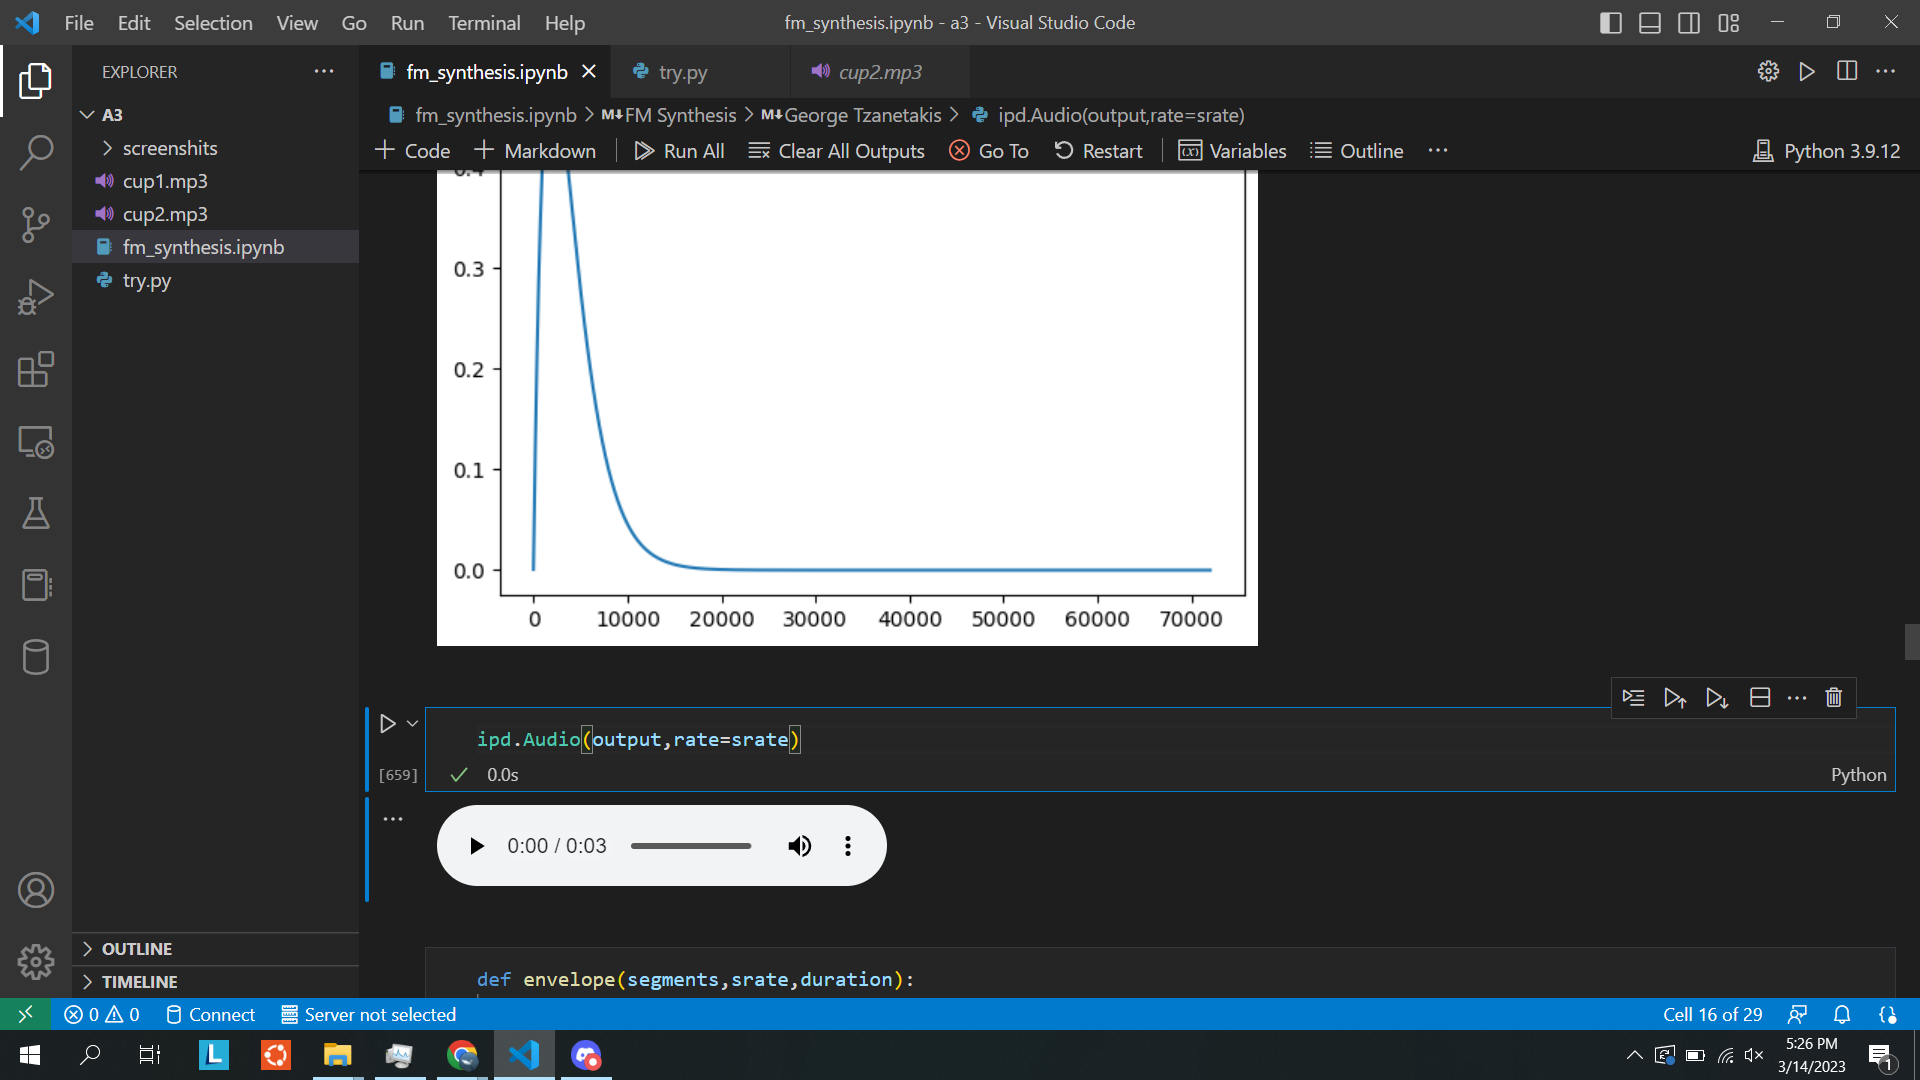 File Edit Selection View Go Run Terminal Help
fm_synthesis.ipynb - a3 - Visual Studio Code
EXPLORER
A3
screenshits
cup1.mp3
cup2.mp3
fm_synthesis.ipynb
try.py
OUTLINE
TIMELINE
fm_synthesis.ipynb try.py cup2.mp3
fm_synthesis.ipynb > M↓FM Synthesis > M↓George Tzanetakis > ipd.Audio(output,rate=srate)
Code Markdown Run All Clear All Outputs Go To Restart Variables Outline Python 3.9.12
0.4
0.3
0.2
0.1
0.0
0 10000 20000 30000 40000 50000 60000 70000
ipd.Audio(output,rate=srate)
[659] 0.0s Python
0:00 / 0:03
def envelope(segments,srate,duration):
0 0 Connect Server not selected Cell 16 of 29
5:26 PM
3/14/2023
1